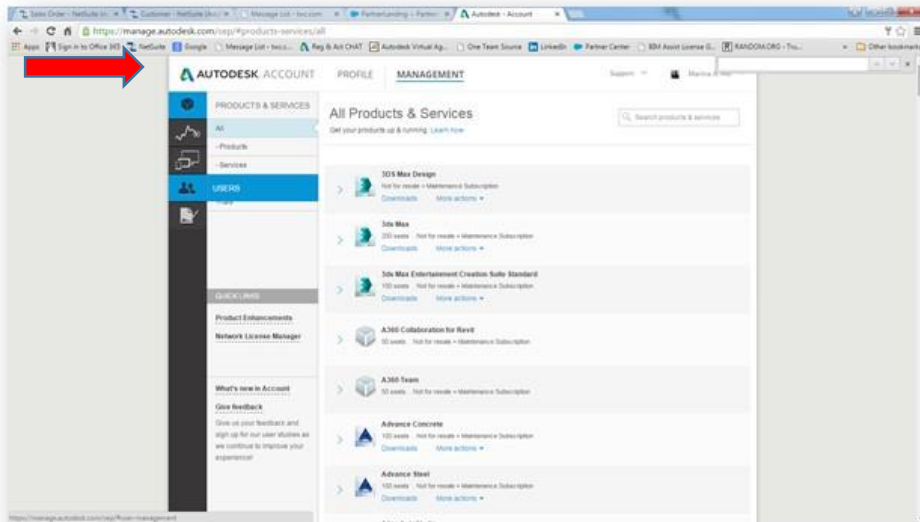 Sales Order - NetSuite (n
Customer - NetSuite (Acc
Message List - two.com
PartnerLanding - Partner
Autodesk - Account
https://manage.autodesk.com/cep/#products-services/all
Apps Sign in to Office 365 NetSuite Google Message List - two.c... Reg & Act CHAT Autodesk Virtual Ag... One Team Source LinkedIn Partner Center BIM Assist License G... RANDOM.ORG - Tru... Other bookmarks
AUTODESK ACCOUNT PROFILE MANAGEMENT Support Marina
PRODUCTS & SERVICES
All
-Products
-Services
USERS
QUICK LINKS
Product Enhancements
Network License Manager
What's new in Account
Give feedback
Give us your feedback and
sign up for our user studies as
we continue to improve your
experience!
All Products & Services
Get your products up & running. Learn how
Search products & services
3DS Max Design
Not for resale • Maintenance Subscription
Downloads More actions
3ds Max
200 seats . Not for resale • Maintenance Subscription
Downloads More actions
3ds Max Entertainment Creation Suite Standard
100 seats . Not for resale • Maintenance Subscription
Downloads More actions
A360 Collaboration for Revit
50 seats . Not for resale • Maintenance Subscription
A360 Team
50 seats . Not for resale • Maintenance Subscription
Advance Concrete
100 seats . Not for resale • Maintenance Subscription
Downloads More actions
Advance Steel
100 seats . Not for resale • Maintenance Subscription
Downloads More actions
https://manage.autodesk.com/cep/#user-management